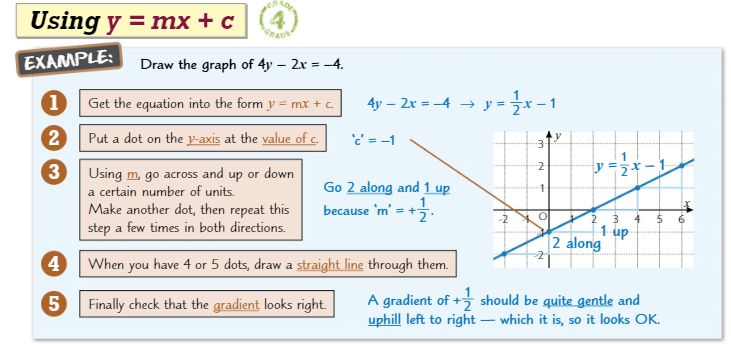 Using y = mx + c
GRADE 4 GRADE
EXAMPLE:
Draw the graph of 4y – 2x = –4.
1 Get the equation into the form y = mx + c.
4y – 2x = –4 → y = 1/2 x – 1
2 Put a dot on the y-axis at the value of c.
'c' = –1
3 Using m, go across and up or down
a certain number of units.
Make another dot, then repeat this
step a few times in both directions.
Go 2 along and 1 up
because 'm' = +1/2.
y
3
2
1
y = 1/2 x – 1
-2 -1 O 1 2 3 4 5 6 x
-1
-2
1 up
2 along
4 When you have 4 or 5 dots, draw a straight line through them.
5 Finally check that the gradient looks right.
A gradient of +1/2 should be quite gentle and
uphill left to right — which it is, so it looks OK.